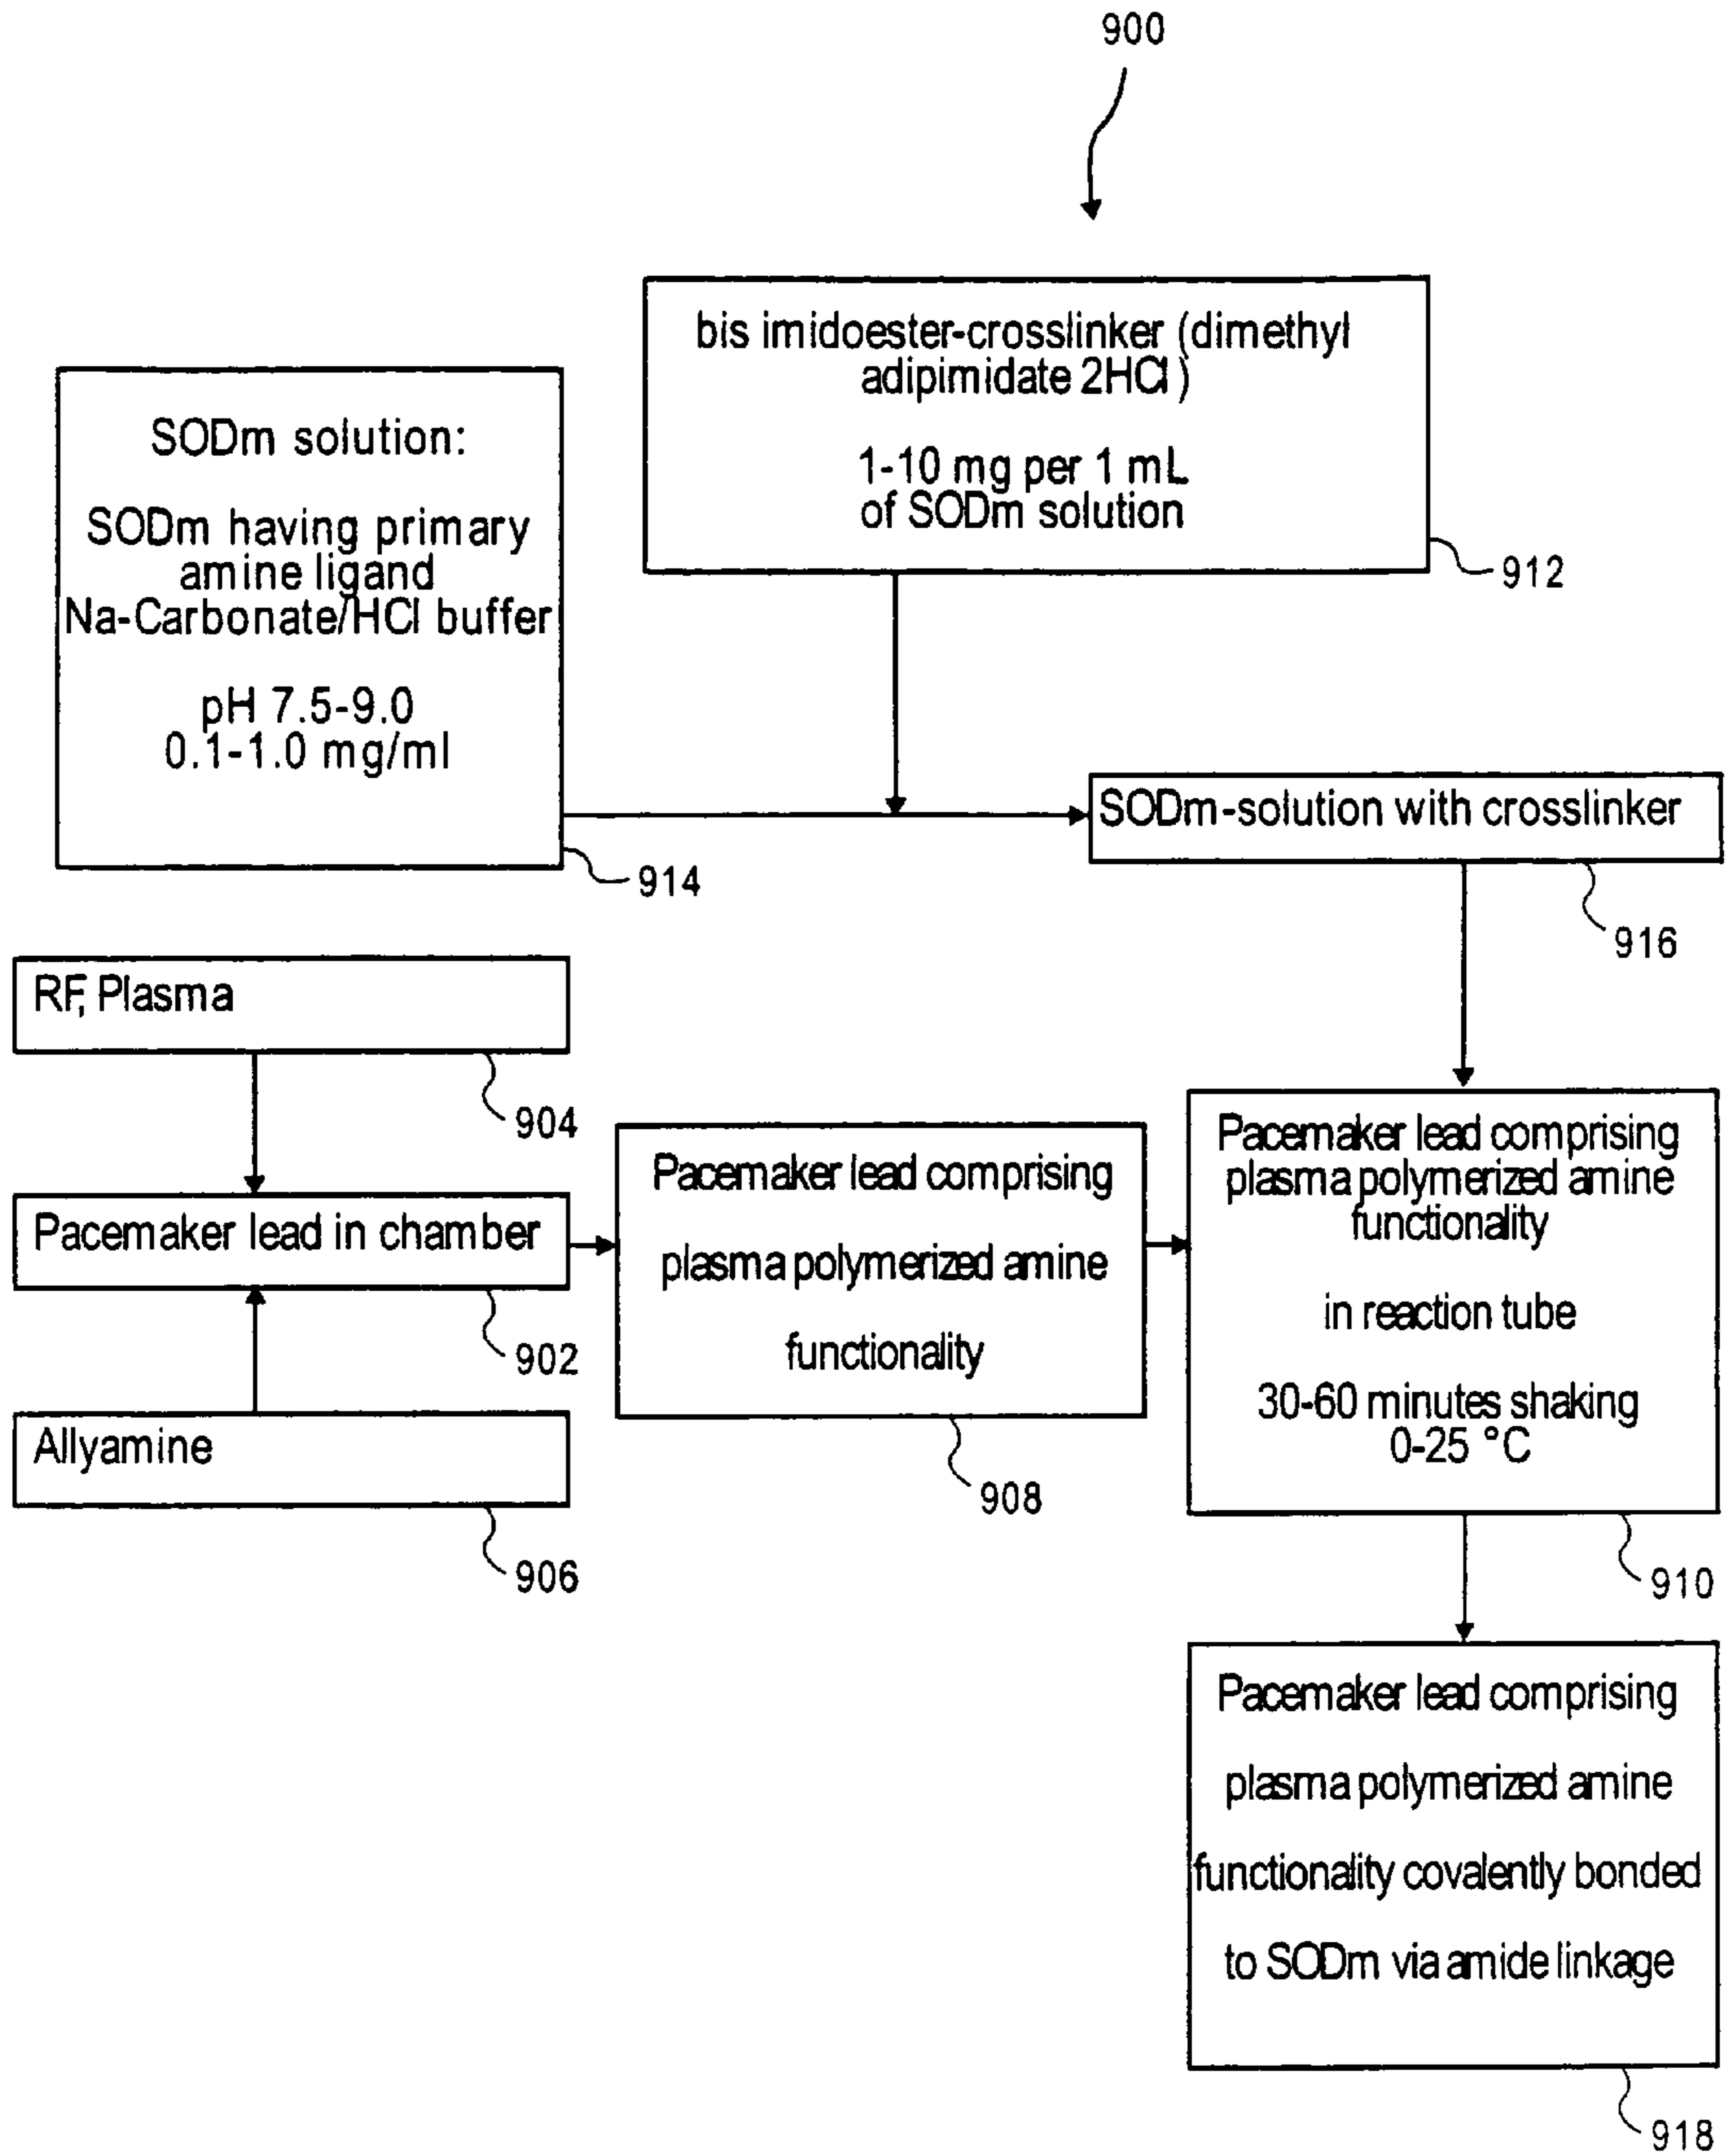 900
bis imidoester-crosslinker (dimethyl
adipimidate 2HCl)
1-10 mg per 1 mL
of SODm solution
912
SODm solution:
SODm having primary
amine ligand
Na-Carbonate/HCl buffer
pH 7.5-9.0
0.1-1.0 mg/ml
914
SODm-solution with crosslinker
916
RF, Plasma
904
Pacemaker lead in chamber
902
Allyamine
906
Pacemaker lead comprising
plasma polymerized amine
functionality
908
Pacemaker lead comprising
plasma polymerized amine
functionality
in reaction tube
30-60 minutes shaking
0-25 °C
910
Pacemaker lead comprising
plasma polymerized amine
functionality covalently bonded
to SODm via amide linkage
918